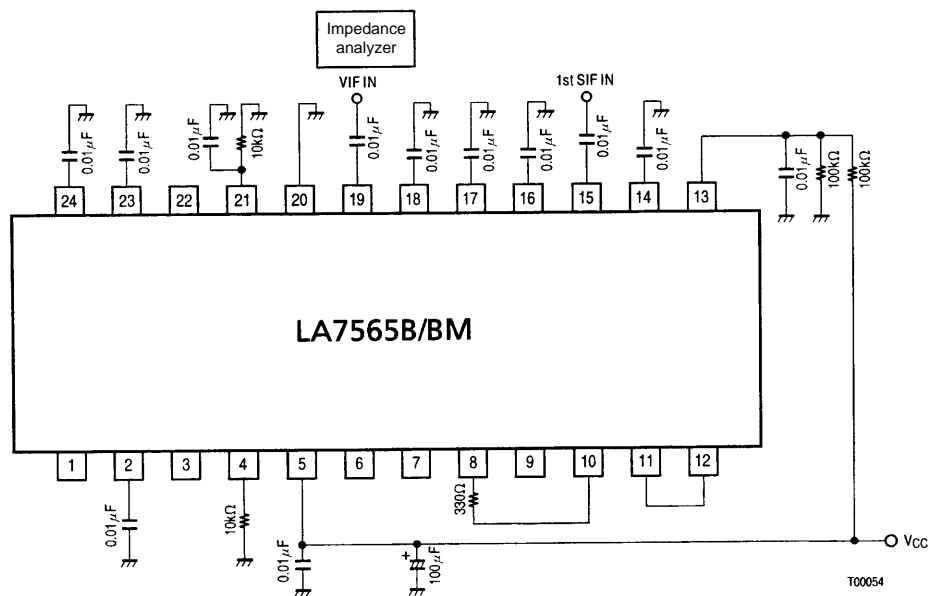 Impedance
analyzer
VIF IN
1st SIF IN
0.01μF
0.01μF
0.01μF
10kΩ
0.01μF
0.01μF
0.01μF
0.01μF
0.01μF
0.01μF
0.01μF
100kΩ
100kΩ
24 23 22 21 20 19 18 17 16 15 14 13
LA7565B/BM
1 2 3 4 5 6 7 8 9 10 11 12
0.01μF
10kΩ
330Ω
0.01μF
+
100μF
VCC
T00054